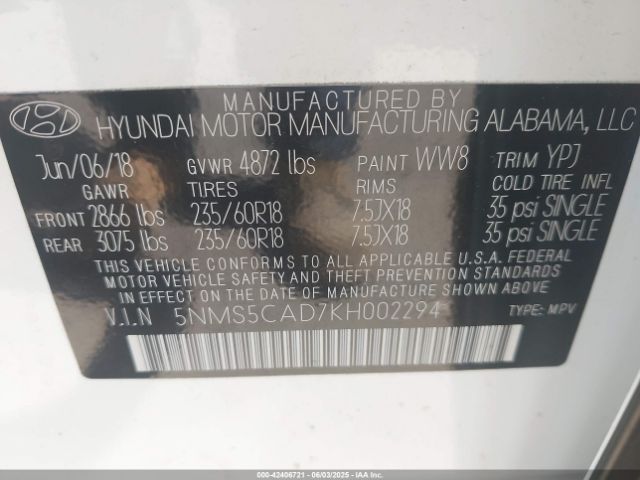 MANUFACTURED BY
HYUNDAI MOTOR MANUFACTURING ALABAMA, LLC
Jun/06/18 GVWR 4872 lbs PAINT WW8 TRIM YPJ
GAWR TIRES RIMS COLD TIRE INFL
FRONT 2866 lbs 235/60R18 7.5JX18 35 psi SINGLE
REAR 3075 lbs 235/60R18 7.5JX18 35 psi SINGLE
THIS VEHICLE CONFORMS TO ALL APPLICABLE U.S.A. FEDERAL
MOTOR VEHICLE SAFETY AND THEFT PREVENTION STANDARDS
IN EFFECT ON THE DATE OF MANUFACTURE SHOWN ABOVE.
V.I.N 5NMS5CAD7KH002294 TYPE: MPV
000-42406721 - 06/03/2025 - IAAI.COM